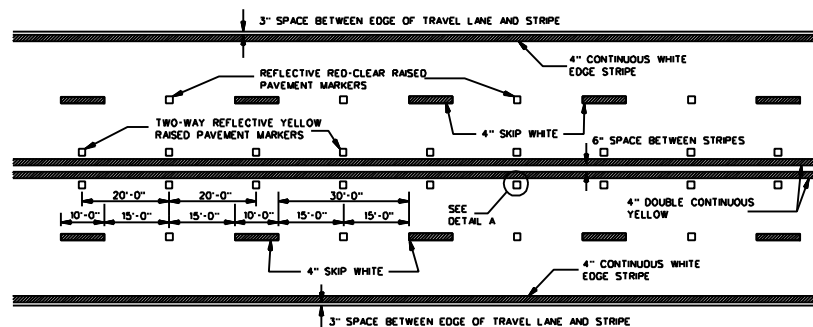 3" SPACE BETWEEN EDGE OF TRAVEL LANE AND STRIPE
4" CONTINUOUS WHITE
EDGE STRIPE
REFLECTIVE RED-CLEAR RAISED
PAVEMENT MARKERS
TWO-WAY REFLECTIVE YELLOW
RAISED PAVEMENT MARKERS
4" SKIP WHITE
6" SPACE BETWEEN STRIPES
20'-0" 20'-0" 30'-0"
10'-0" 15'-0" 15'-0" 10'-0" 15'-0" 15'-0"
SEE
DETAIL A
4" DOUBLE CONTINUOUS
YELLOW
4" SKIP WHITE
4" CONTINUOUS WHITE
EDGE STRIPE
3" SPACE BETWEEN EDGE OF TRAVEL LANE AND STRIPE